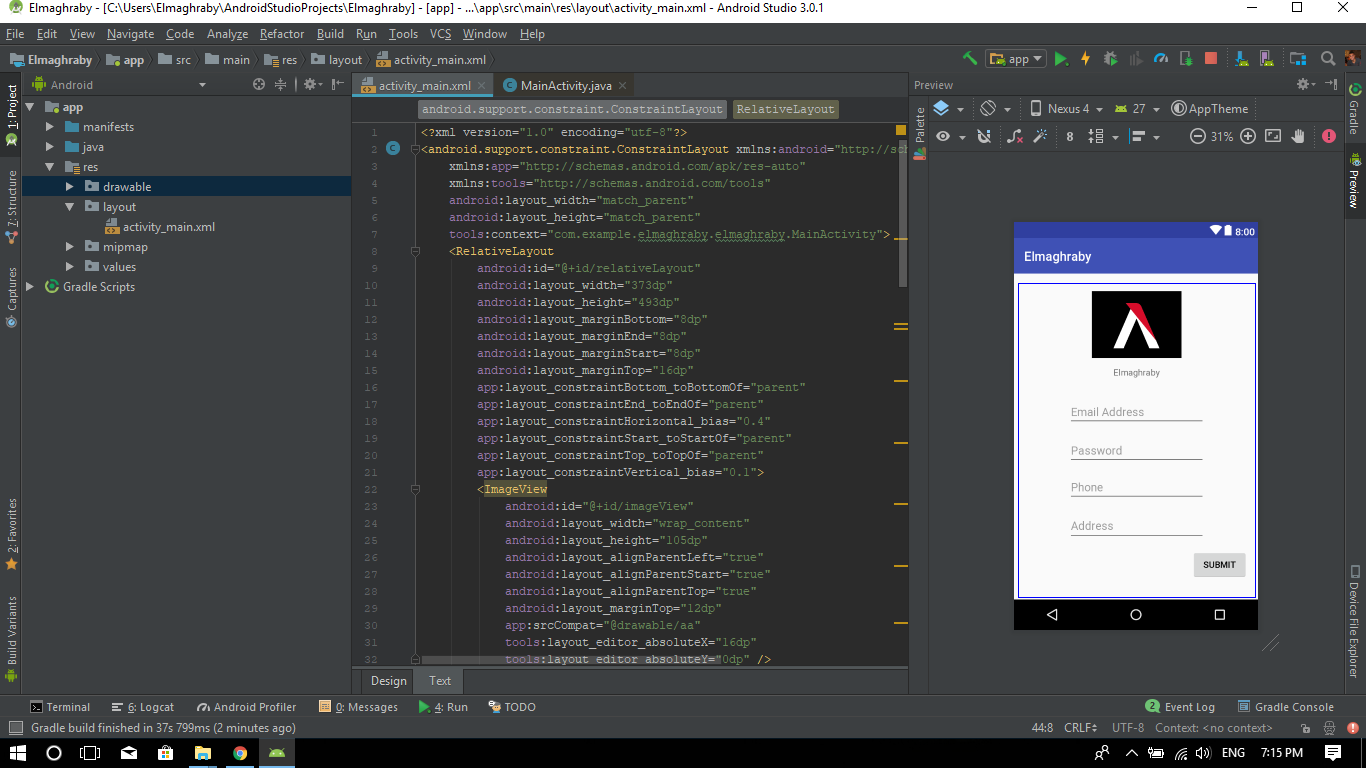 Elmaghraby - [C:\Users\Elmaghraby\AndroidStudioProjects\Elmaghraby] - [app] - ...\app\src\main\res\layout\activity_main.xml - Android Studio 3.0.1
File Edit View Navigate Code Analyze Refactor Build Run Tools VCS Window Help
Elmaghraby app src main res layout activity_main.xml app
Android
activity_main.xml MainActivity.java
Preview
1: Project
7: Structure
Captures
2: Favorites
Build Variants
app
manifests
java
res
drawable
layout
activity_main.xml
mipmap
values
Gradle Scripts
android.support.constraint.ConstraintLayout RelativeLayout
1 <?xml version="1.0" encoding="utf-8"?>
2 <android.support.constraint.ConstraintLayout xmlns:android="http://sch
3 xmlns:app="http://schemas.android.com/apk/res-auto"
4 xmlns:tools="http://schemas.android.com/tools"
5 android:layout_width="match_parent"
6 android:layout_height="match_parent"
7 tools:context="com.example.elmaghraby.elmaghraby.MainActivity">
8 <RelativeLayout
9 android:id="@+id/relativeLayout"
10 android:layout_width="373dp"
11 android:layout_height="493dp"
12 android:layout_marginBottom="8dp"
13 android:layout_marginEnd="8dp"
14 android:layout_marginStart="8dp"
15 android:layout_marginTop="16dp"
16 app:layout_constraintBottom_toBottomOf="parent"
17 app:layout_constraintEnd_toEndOf="parent"
18 app:layout_constraintHorizontal_bias="0.4"
19 app:layout_constraintStart_toStartOf="parent"
20 app:layout_constraintTop_toTopOf="parent"
21 app:layout_constraintVertical_bias="0.1">
22 <ImageView
23 android:id="@+id/imageView"
24 android:layout_width="wrap_content"
25 android:layout_height="105dp"
26 android:layout_alignParentLeft="true"
27 android:layout_alignParentStart="true"
28 android:layout_alignParentTop="true"
29 android:layout_marginTop="12dp"
30 app:srcCompat="@drawable/aa"
31 tools:layout_editor_absoluteX="16dp"
32 tools:layout_editor_absoluteY="0dp" />
Design Text
Palette
Nexus 4 27 AppTheme
8 31%
8:00
Elmaghraby
Elmaghraby
Email Address
Password
Phone
Address
SUBMIT
Gradle
Preview
Device File Explorer
Terminal 6: Logcat Android Profiler 0: Messages 4: Run TODO 2 Event Log Gradle Console
Gradle build finished in 37s 799ms (2 minutes ago) 44:8 CRLF UTF-8 Context: <no context>
ENG 7:15 PM